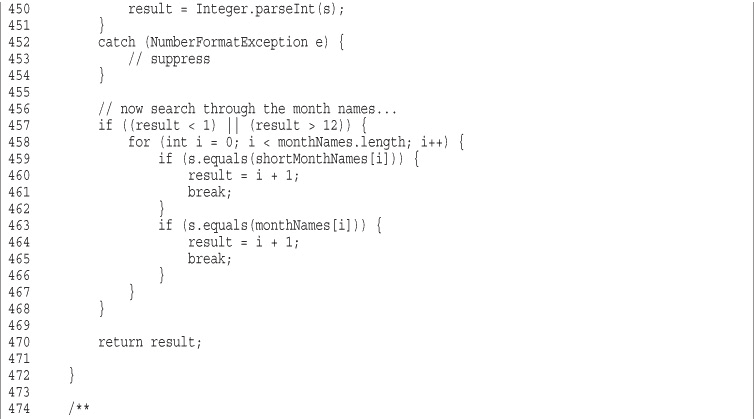 450 result = Integer.parseInt(s);
451 }
452 catch (NumberFormatException e) {
453 // suppress
454 }
455
456 // now search through the month names...
457 if ((result < 1) || (result > 12)) {
458 for (int i = 0; i < monthNames.length; i++) {
459 if (s.equals(shortMonthNames[i])) {
460 result = i + 1;
461 break;
462 }
463 if (s.equals(monthNames[i])) {
464 result = i + 1;
465 break;
466 }
467 }
468 }
469
470 return result;
471
472 }
473
474 /**